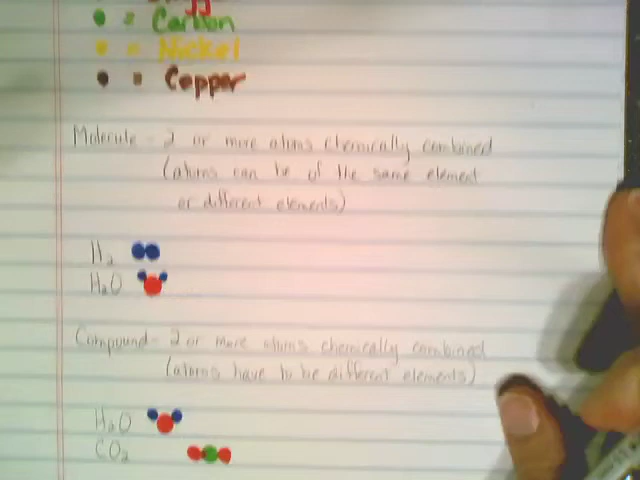 = Carbon
= Nickel
= Copper
Molecule - 2 or more atoms chemically combined
(atoms can be of the same element
or different elements)
H₂
H₂O
Compound - 2 or more atoms chemically combined
(atoms have to be different elements)
H₂O
CO₂